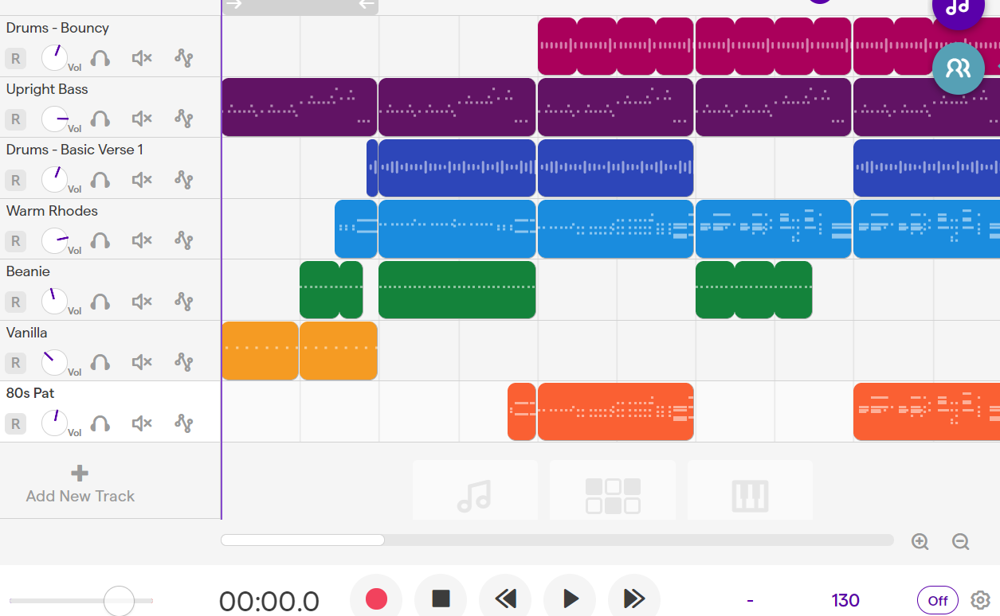 Drums - Bouncy
R
Vol
Upright Bass
R
Vol
Drums - Basic Verse 1
R
Vol
Warm Rhodes
R
Vol
Beanie
R
Vol
Vanilla
R
Vol
80s Pat
R
Vol
Add New Track
00:00.0
-
130
Off